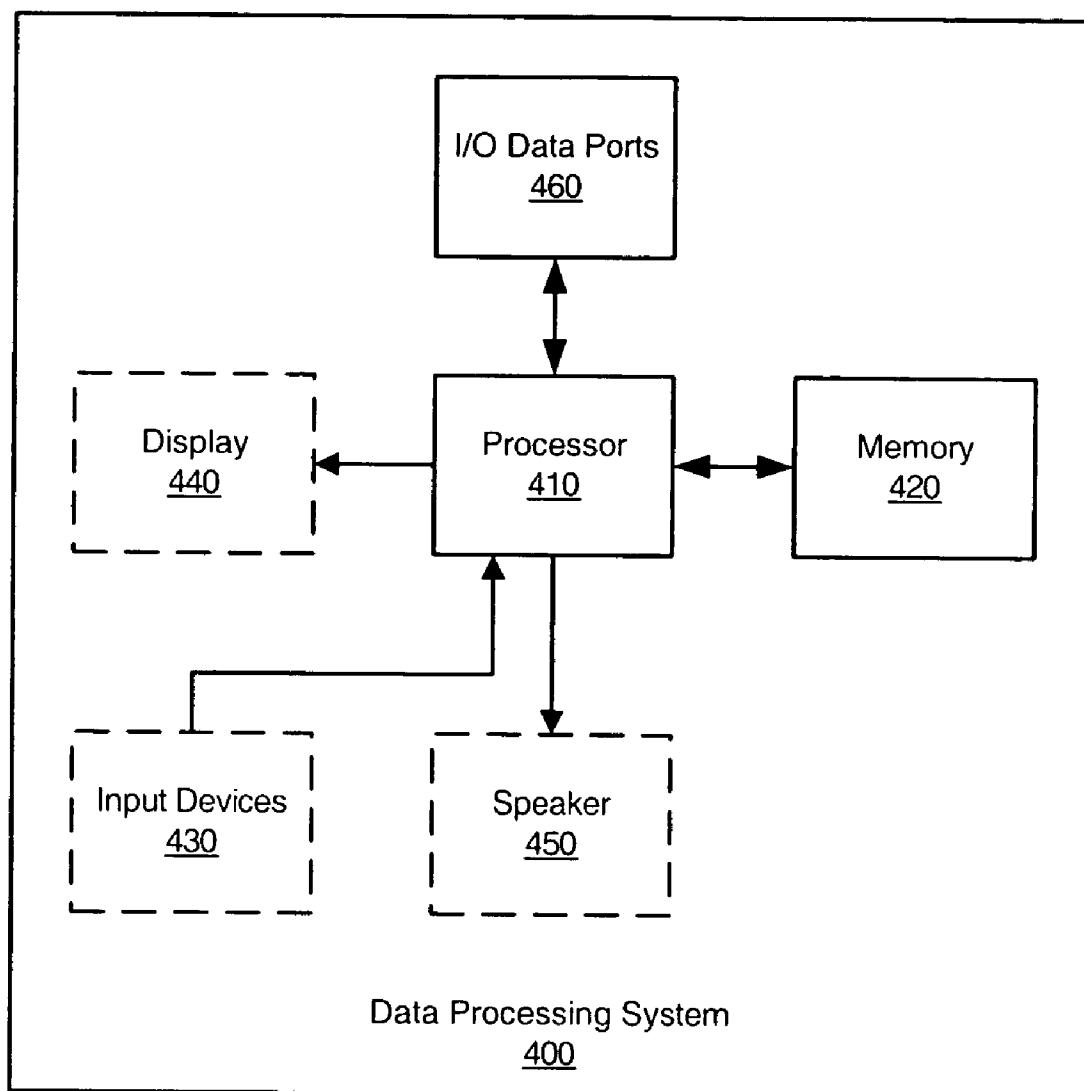 I/O Data Ports
460
Display
440
Processor
410
Memory
420
Input Devices
430
Speaker
450
Data Processing System
400